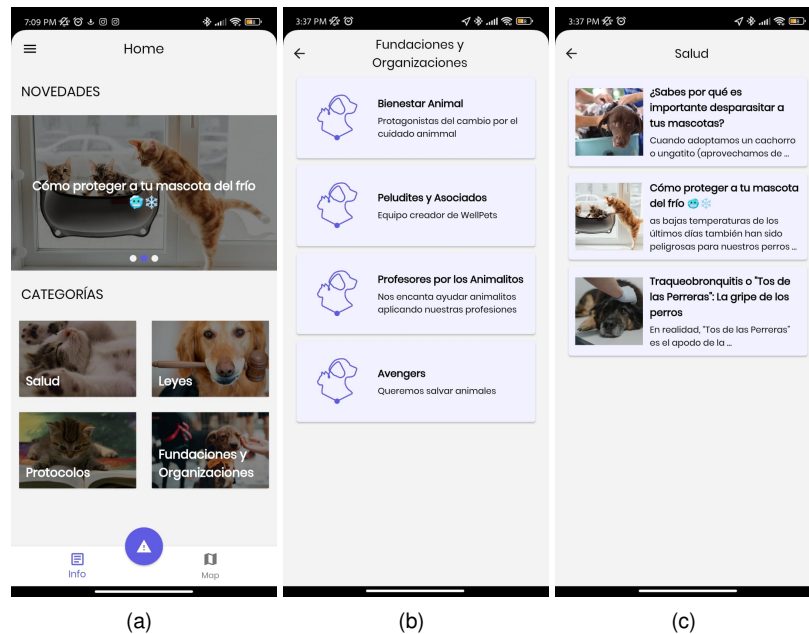 7:09 PM
Home
NOVEDADES
Cómo proteger a tu mascota del frío
🥶❄️
CATEGORÍAS
Salud
Leyes
Protocolos
Fundaciones y
Organizaciones
Info
Map
(a)
3:37 PM
Fundaciones y
Organizaciones
Bienestar Animal
Protagonistas del cambio por el
cuidado animmal
Peludites y Asociados
Equipo creador de WellPets
Profesores por los Animalitos
Nos encanta ayudar animalitos
aplicando nuestras profesiones
Avengers
Queremos salvar animales
(b)
3:37 PM
Salud
¿Sabes por qué es
importante desparasitar a
tus mascotas?
Cuando adoptamos un cachorro
o ungatito (aprovechamos de ...
Cómo proteger a tu mascota
del frío 🥶❄️
as bajas temperaturas de los
últimos días también han sido
peligrosas para nuestros perros ...
Traqueobronquitis o "Tos de
las Perreras": La gripe de los
perros
En realidad, "Tos de las Perreras"
es el apodo de la ...
(c)